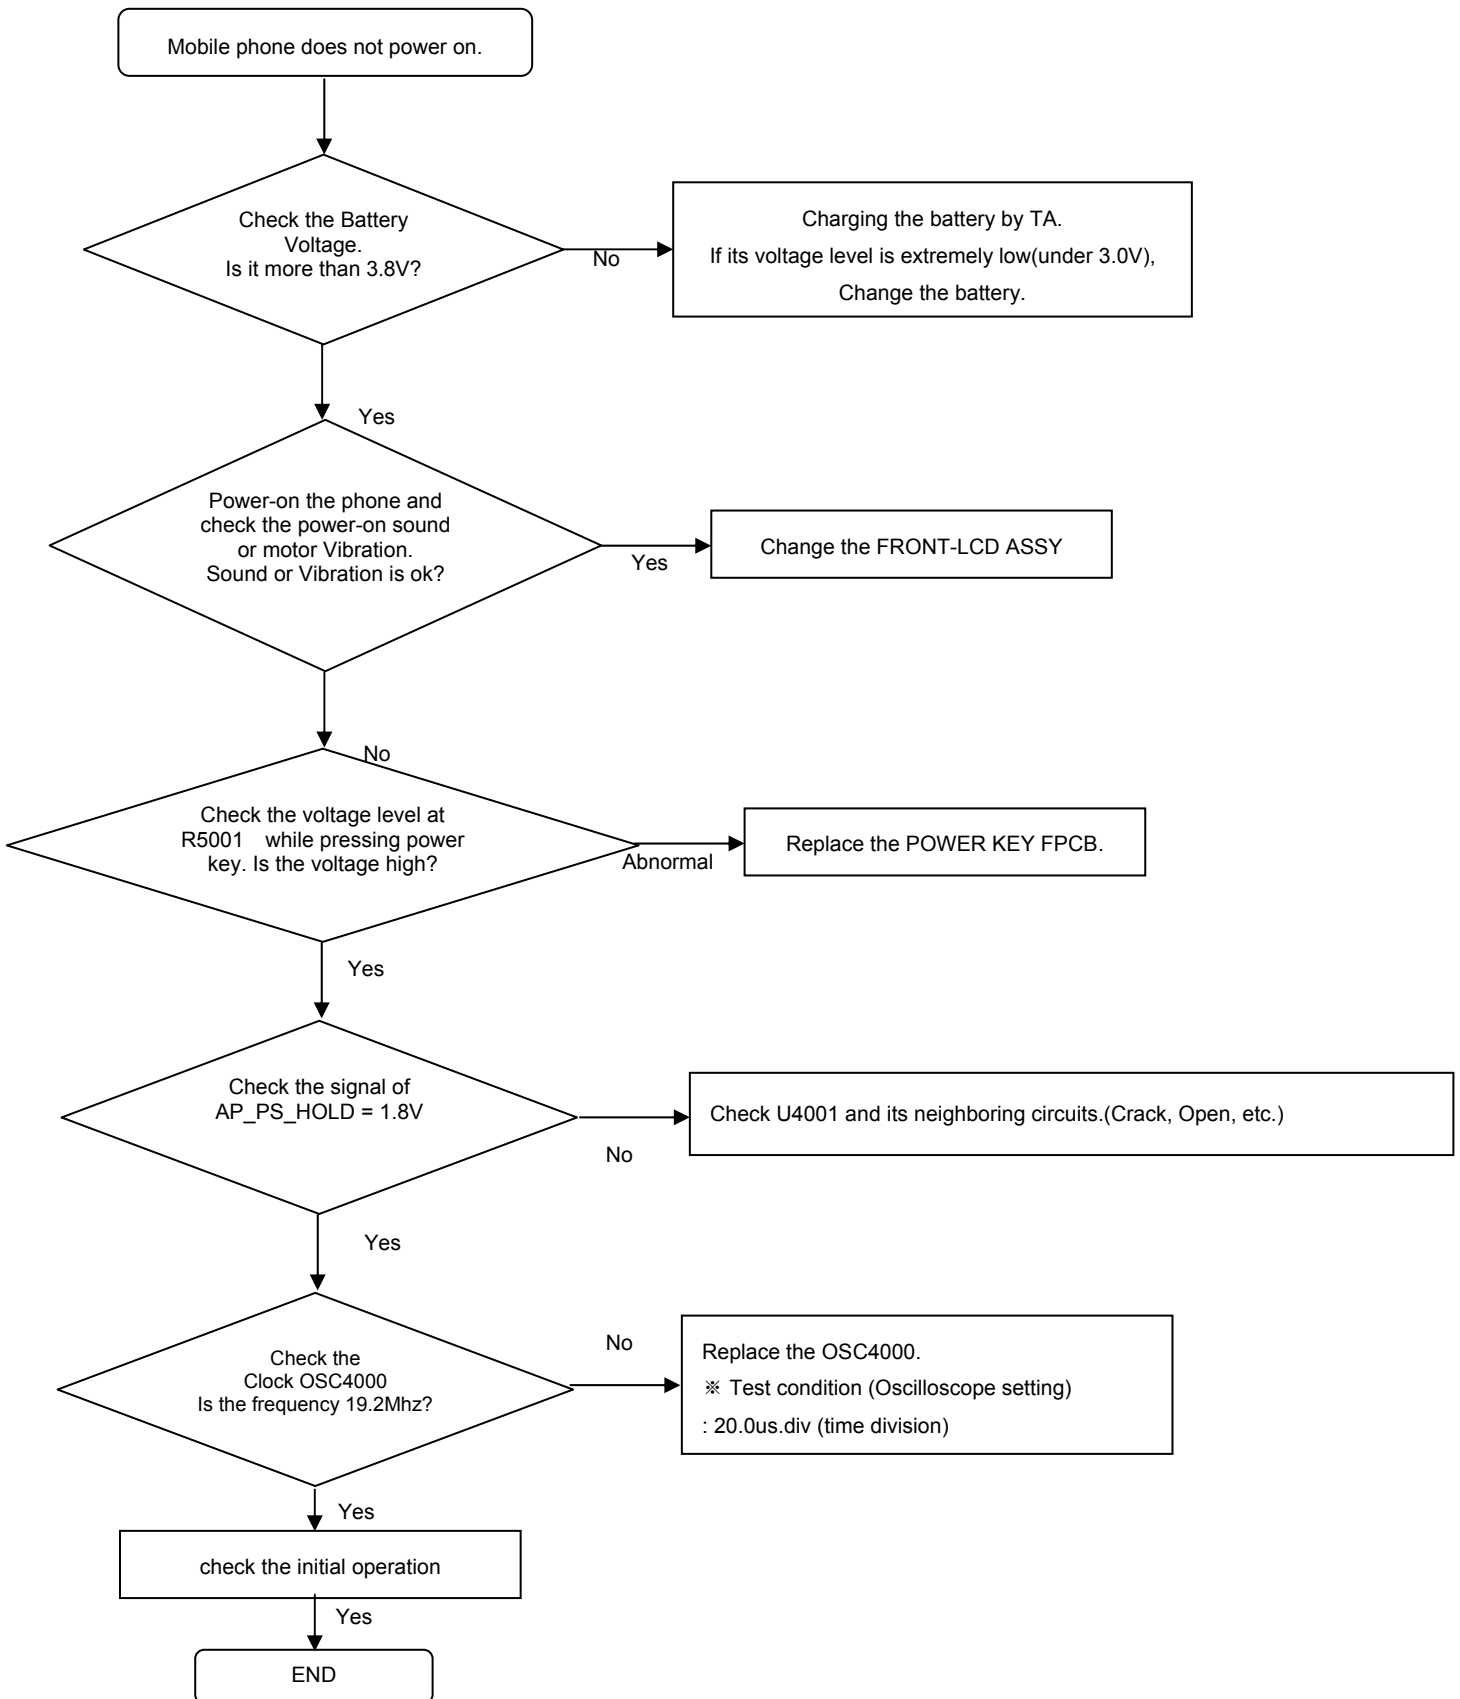 Mobile phone does not power on.
Check the Battery
Voltage.
Is it more than 3.8V?
No
Charging the battery by TA.
If its voltage level is extremely low(under 3.0V),
Change the battery.
Yes
Power-on the phone and
check the power-on sound
or motor Vibration.
Sound or Vibration is ok?
Yes
Change the FRONT-LCD ASSY
No
Check the voltage level at
R5001 while pressing power
key. Is the voltage high?
Abnormal
Replace the POWER KEY FPCB.
Yes
Check the signal of
AP_PS_HOLD = 1.8V
No
Check U4001 and its neighboring circuits.(Crack, Open, etc.)
Yes
Check the
Clock OSC4000
Is the frequency 19.2Mhz?
No
Replace the OSC4000.
※ Test condition (Oscilloscope setting)
: 20.0us.div (time division)
Yes
check the initial operation
Yes
END